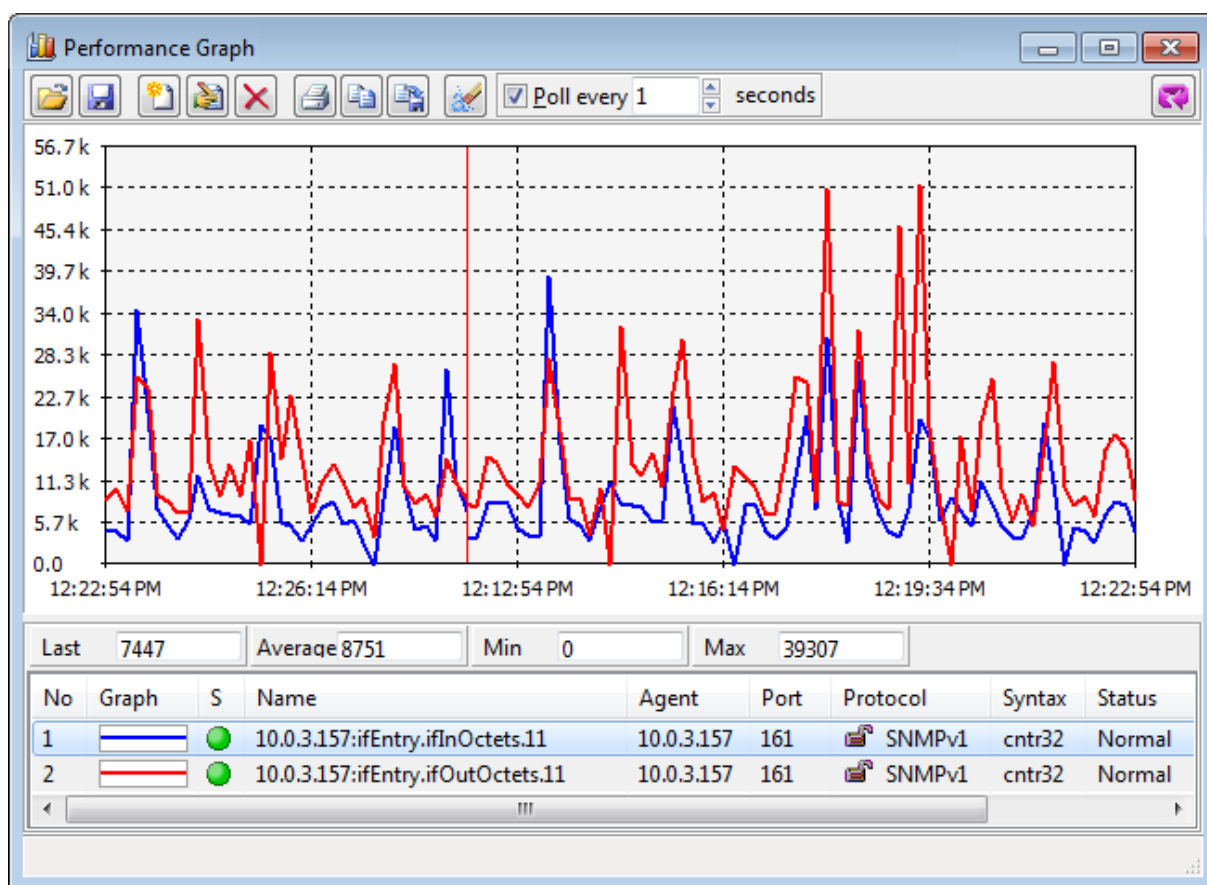 Performance Graph
Poll every 1 seconds
56.7 k
51.0 k
45.4 k
39.7 k
34.0 k
28.3 k
22.7 k
17.0 k
11.3 k
5.7 k
0.0
12:22:54 PM 12:26:14 PM 12:12:54 PM 12:16:14 PM 12:19:34 PM 12:22:54 PM
Last 7447 Average 8751 Min 0 Max 39307
No Graph S Name Agent Port Protocol Syntax Status
1 10.0.3.157:ifEntry.ifInOctets.11 10.0.3.157 161 SNMPv1 cntr32 Normal
2 10.0.3.157:ifEntry.ifOutOctets.11 10.0.3.157 161 SNMPv1 cntr32 Normal